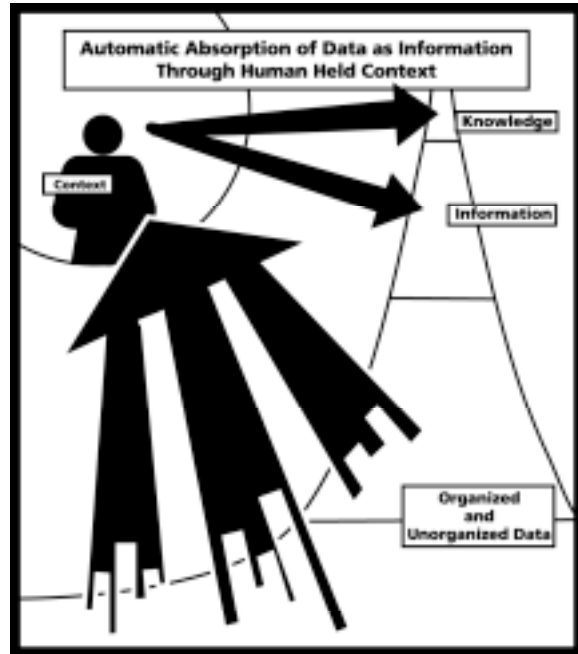 Automatic Absorption of Data as Information
Through Human Held Context
Knowledge
Context
Information
Organized
and
Unorganized Data